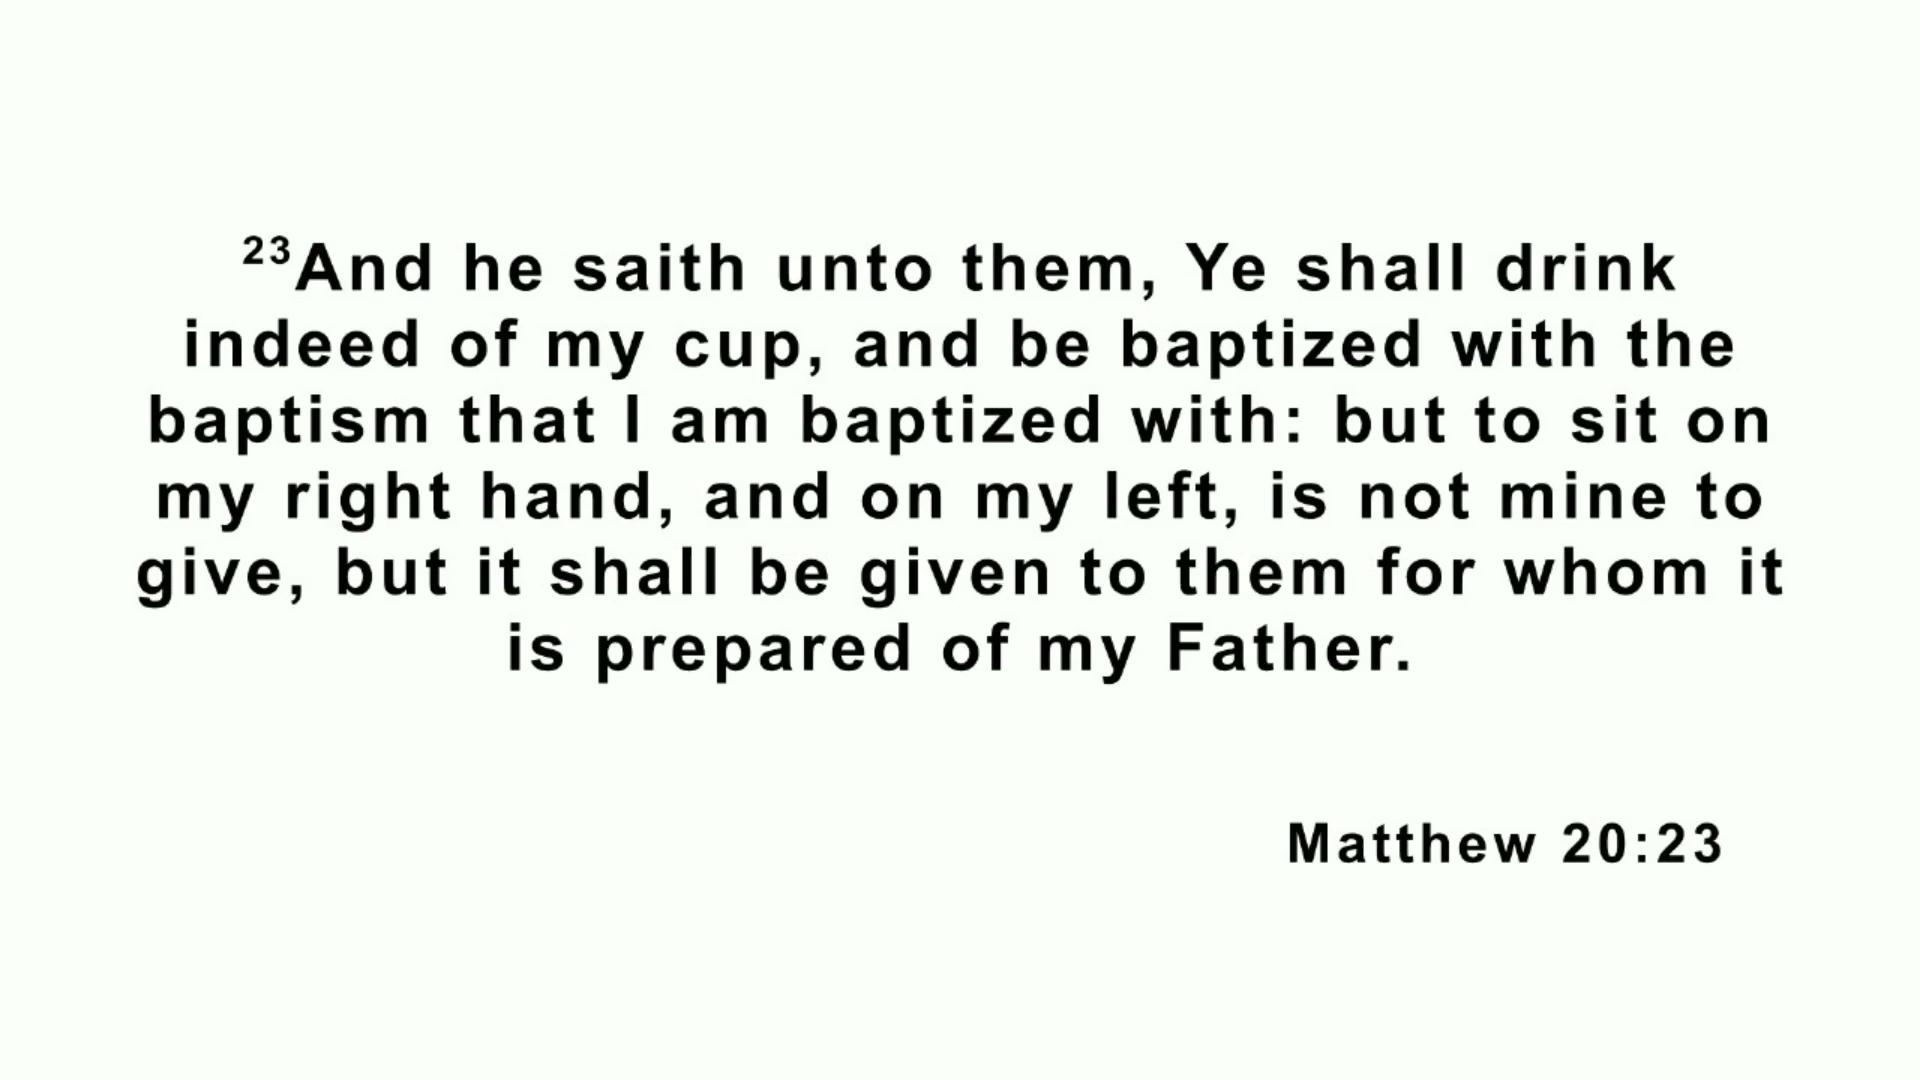 ²³And he saith unto them, Ye shall drink
indeed of my cup, and be baptized with the
baptism that I am baptized with: but to sit on
my right hand, and on my left, is not mine to
give, but it shall be given to them for whom it
is prepared of my Father.
Matthew 20:23